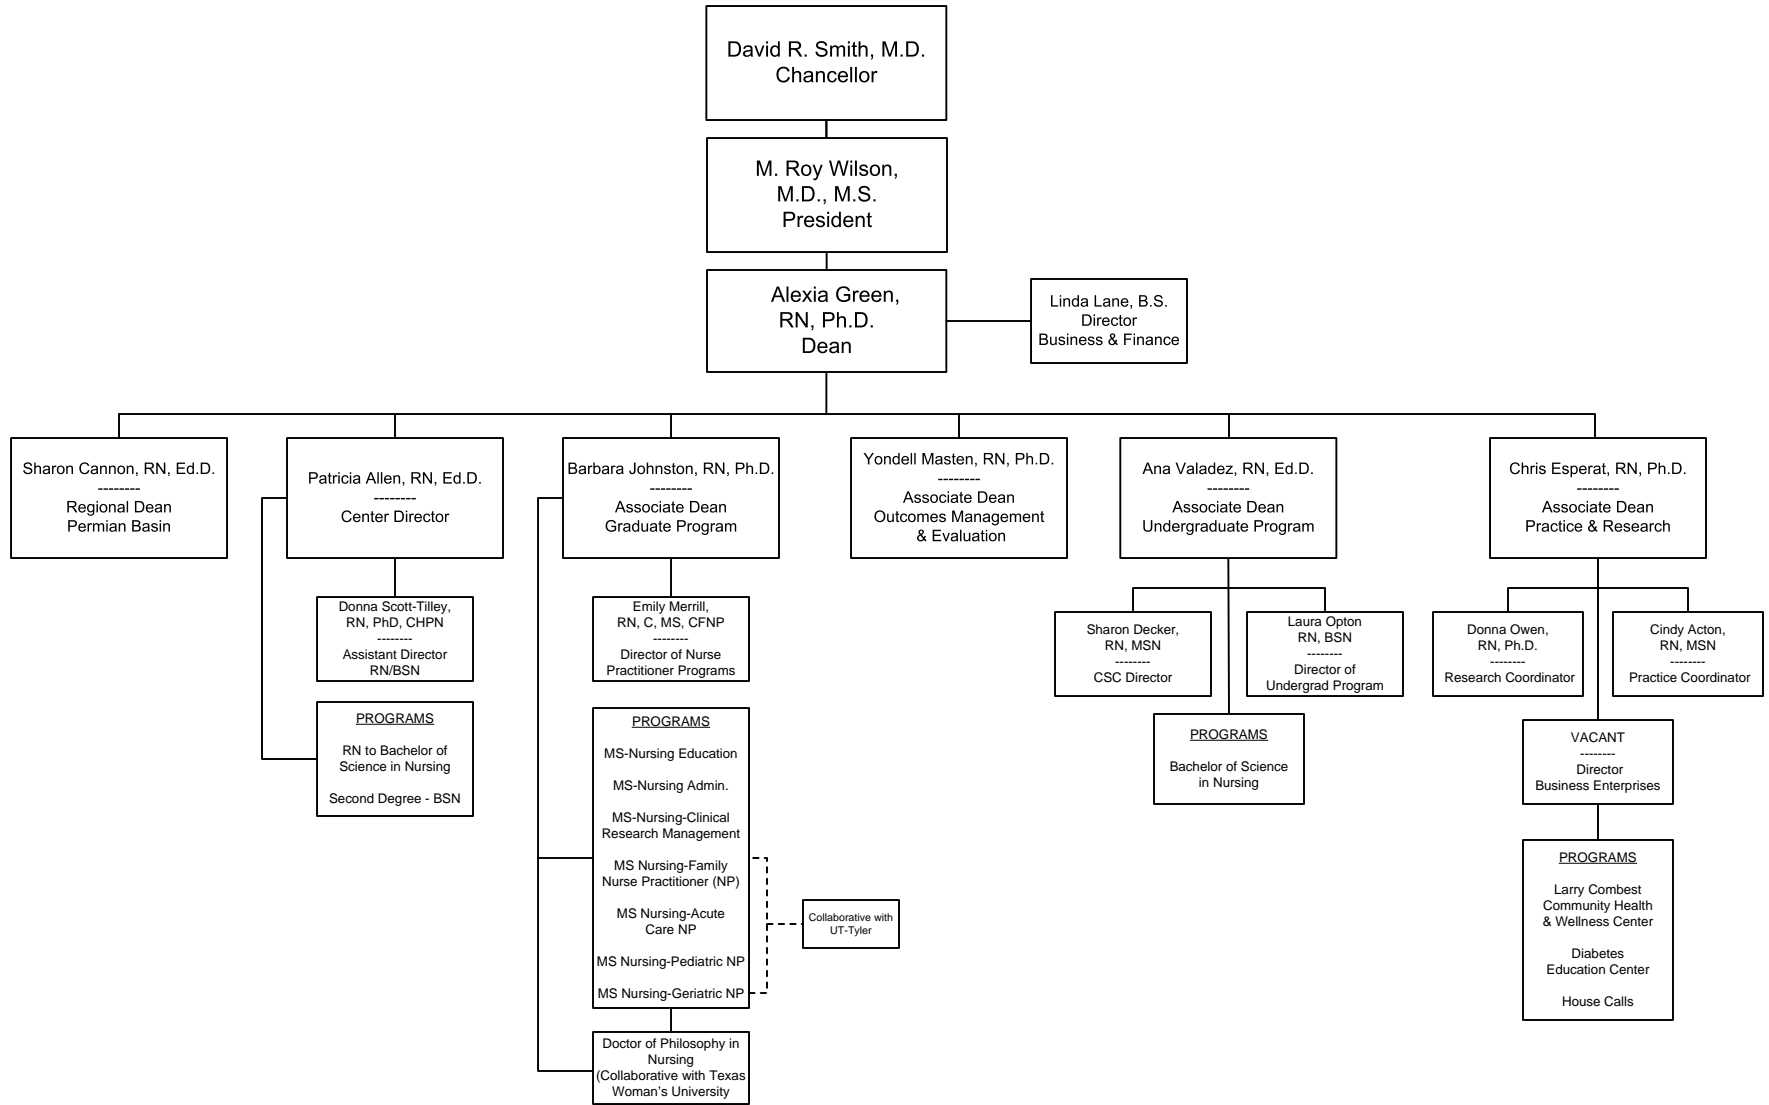 David R. Smith, M.D.
Chancellor
M. Roy Wilson,
M.D., M.S.
President
Alexia Green,
RN, Ph.D.
Dean
Linda Lane, B.S.
Director
Business & Finance
Sharon Cannon, RN, Ed.D.
--------
Regional Dean
Permian Basin
Patricia Allen, RN, Ed.D.
--------
Center Director
Barbara Johnston, RN, Ph.D.
--------
Associate Dean
Graduate Program
Yondell Masten, RN, Ph.D.
--------
Associate Dean
Outcomes Management
& Evaluation
Ana Valadez, RN, Ed.D.
--------
Associate Dean
Undergraduate Program
Chris Esperat, RN, Ph.D.
--------
Associate Dean
Practice & Research
Donna Scott-Tilley,
RN, PhD, CHPN
--------
Assistant Director
RN/BSN
Emily Merrill,
RN, C, MS, CFNP
--------
Director of Nurse
Practitioner Programs
Sharon Decker,
RN, MSN
--------
CSC Director
Laura Opton
RN, BSN
--------
Director of
Undergrad Program
Donna Owen,
RN, Ph.D.
--------
Research Coordinator
Cindy Acton,
RN, MSN
--------
Practice Coordinator
PROGRAMS
RN to Bachelor of
Science in Nursing
Second Degree - BSN
PROGRAMS
MS-Nursing Education
MS-Nursing Admin.
MS-Nursing-Clinical
Research Management
MS Nursing-Family
Nurse Practitioner (NP)
MS Nursing-Acute
Care NP
MS Nursing-Pediatric NP
MS Nursing-Geriatric NP
Collaborative with
UT-Tyler
Doctor of Philosophy in
Nursing
(Collaborative with Texas
Woman's University
PROGRAMS
Bachelor of Science
in Nursing
VACANT
--------
Director
Business Enterprises
PROGRAMS
Larry Combest
Community Health
& Wellness Center
Diabetes
Education Center
House Calls